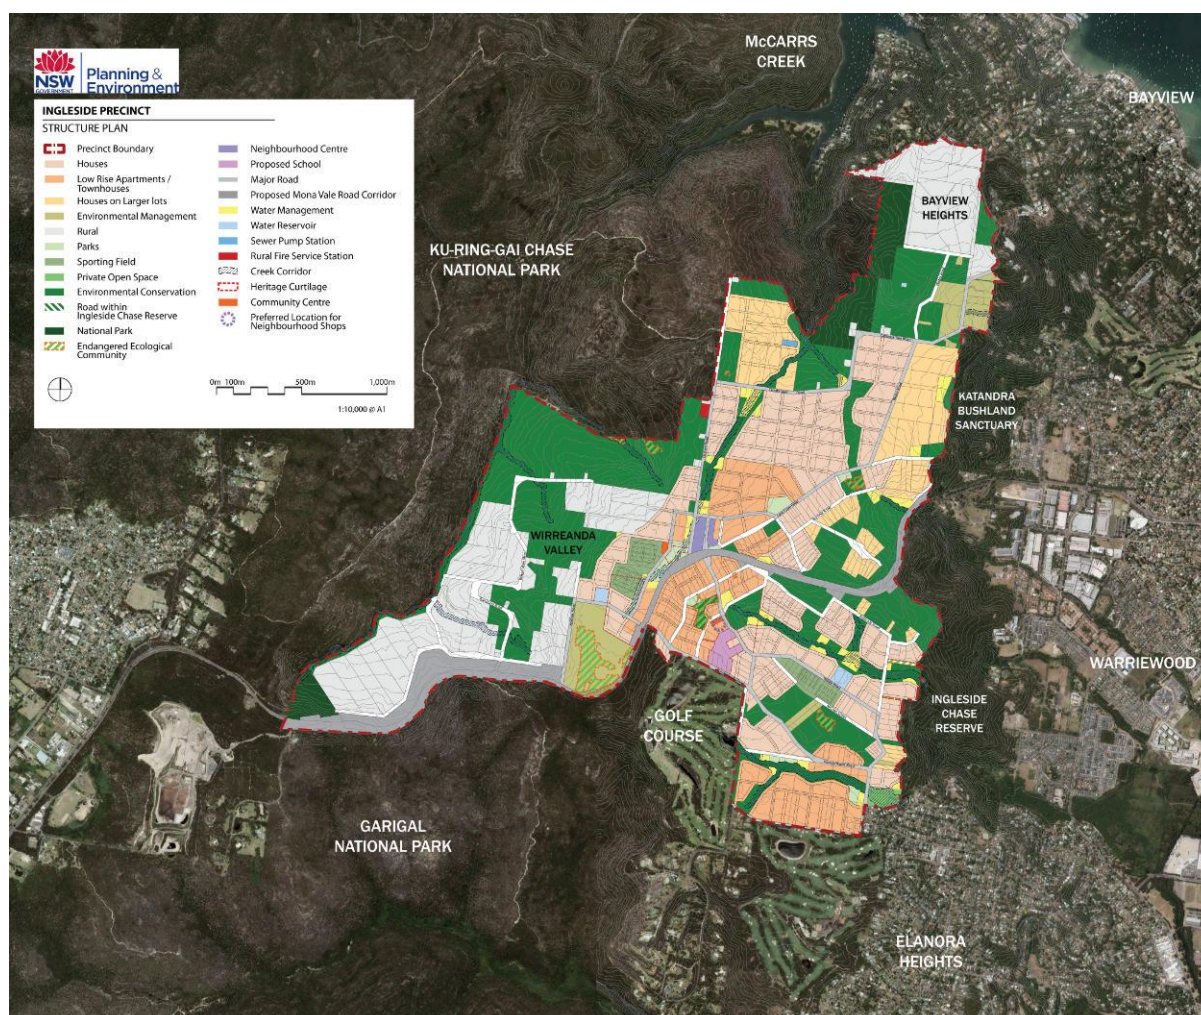 McCARRS
CREEK
BAYVIEW
NSW
GOVERNMENT
Planning &
Environment
INGLESIDE PRECINCT
STRUCTURE PLAN
Precinct Boundary
Houses
Low Rise Apartments /
Townhouses
Houses on Larger lots
Environmental Management
Rural
Parks
Sporting Field
Private Open Space
Environmental Conservation
Road within
Ingleside Chase Reserve
National Park
Endangered Ecological
Community
Neighbourhood Centre
Proposed School
Major Road
Proposed Mona Vale Road Corridor
Water Management
Water Reservoir
Sewer Pump Station
Rural Fire Service Station
Creek Corridor
Heritage Curtilage
Community Centre
Preferred Location for
Neighbourhood Shops
0m 100m 500m 1,000m
1:10,000 @ A1
BAYVIEW
HEIGHTS
KU-RING-GAI CHASE
NATIONAL PARK
KATANDRA
BUSHLAND
SANCTUARY
WIRREANDA
VALLEY
WARRIEWOOD
INGLESIDE
CHASE
RESERVE
GOLF
COURSE
GARIGAL
NATIONAL PARK
ELANORA
HEIGHTS